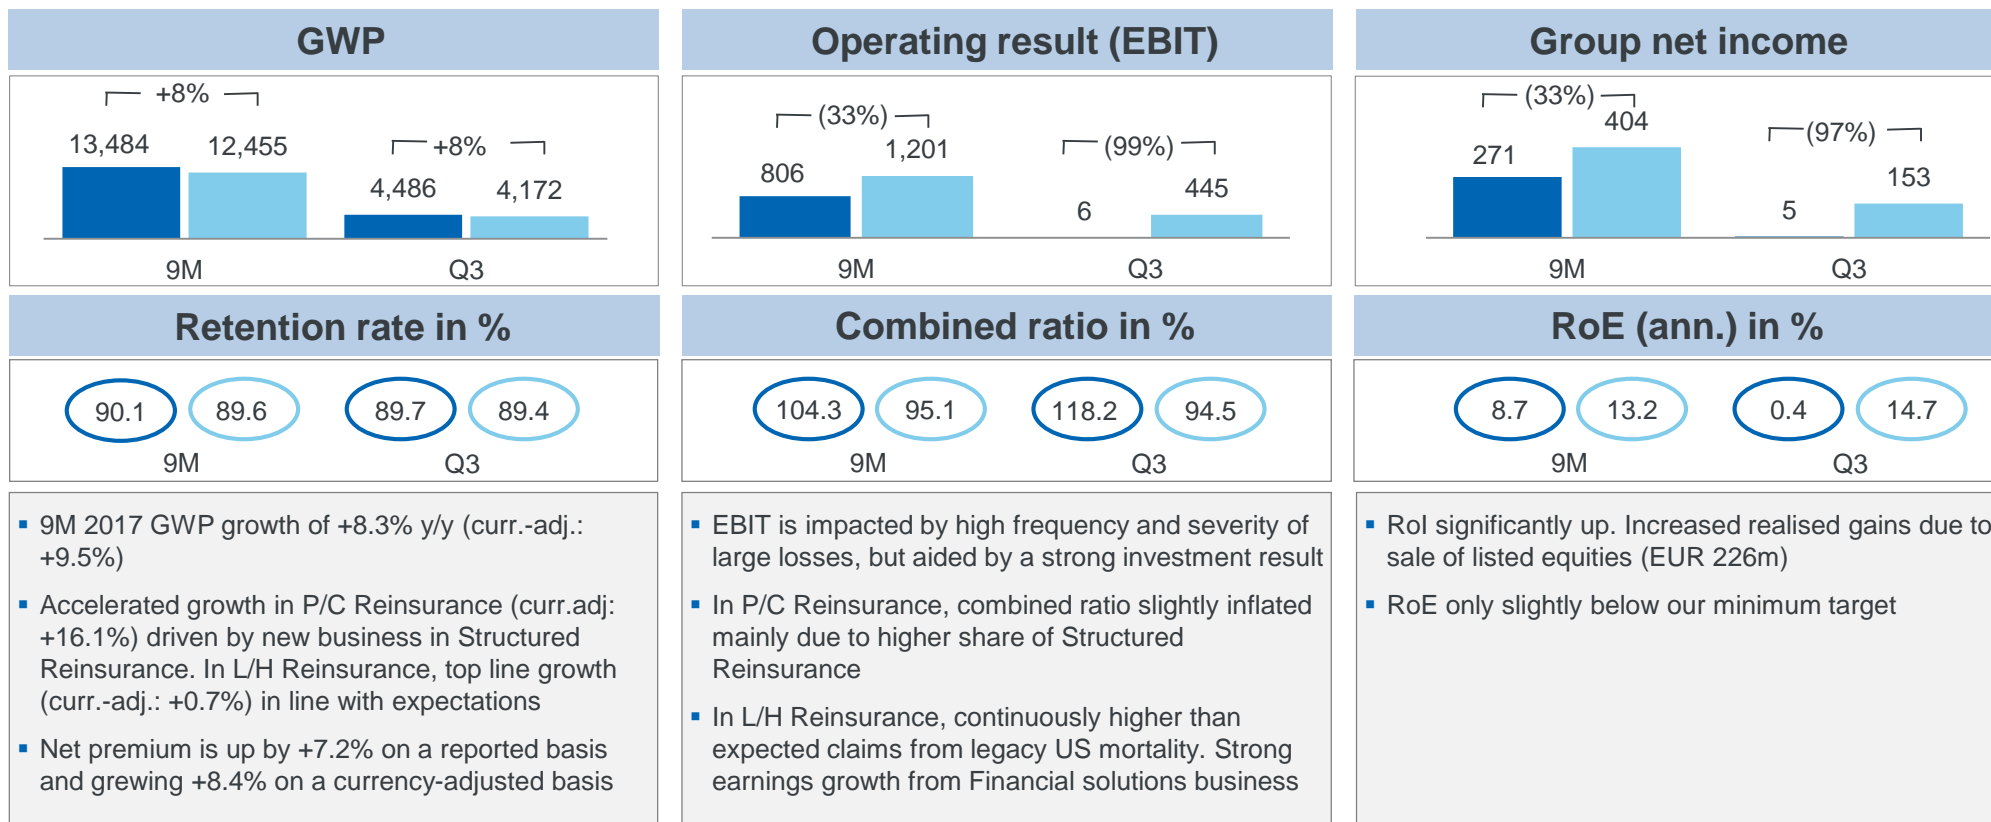 GWP
+8%
13,484
12,455
+8%
4,486
4,172
9M
Q3
Operating result (EBIT)
(33%)
806
1,201
(99%)
6
445
9M
Q3
Group net income
(33%)
271
404
(97%)
5
153
9M
Q3
Retention rate in %
90.1
89.6
89.7
89.4
9M
Q3
Combined ratio in %
104.3
95.1
118.2
94.5
9M
Q3
RoE (ann.) in %
8.7
13.2
0.4
14.7
9M
Q3
▪ 9M 2017 GWP growth of +8.3% y/y (curr.-adj.:
+9.5%)
▪ Accelerated growth in P/C Reinsurance (curr.adj:
+16.1%) driven by new business in Structured
Reinsurance. In L/H Reinsurance, top line growth
(curr.-adj.: +0.7%) in line with expectations
▪ Net premium is up by +7.2% on a reported basis
and grewing +8.4% on a currency-adjusted basis
▪ EBIT is impacted by high frequency and severity of
large losses, but aided by a strong investment result
▪ In P/C Reinsurance, combined ratio slightly inflated
mainly due to higher share of Structured
Reinsurance
▪ In L/H Reinsurance, continuously higher than
expected claims from legacy US mortality. Strong
earnings growth from Financial solutions business
▪ RoI significantly up. Increased realised gains due to
sale of listed equities (EUR 226m)
▪ RoE only slightly below our minimum target